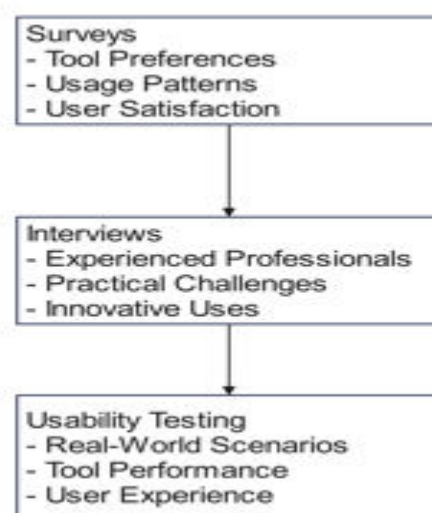 Surveys
- Tool Preferences
- Usage Patterns
- User Satisfaction
Interviews
- Experienced Professionals
- Practical Challenges
- Innovative Uses
Usability Testing
- Real-World Scenarios
- Tool Performance
- User Experience